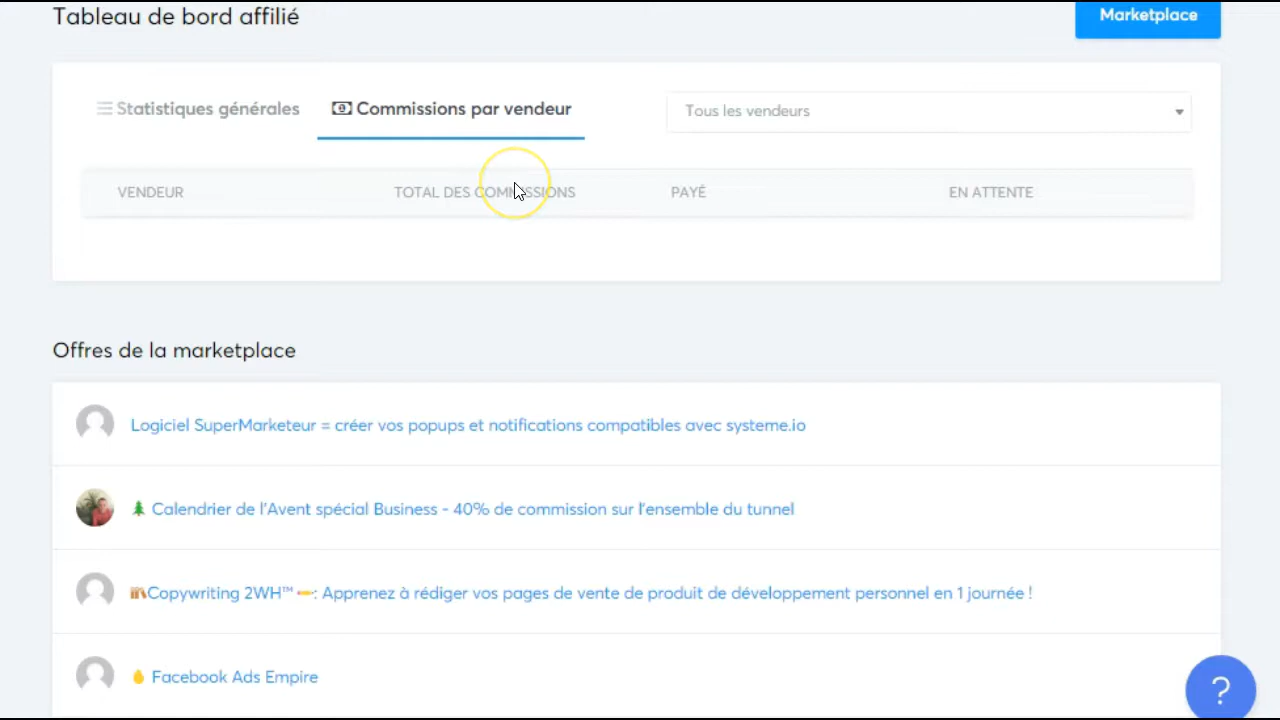 Tableau de bord affilié
Marketplace
Statistiques générales
Commissions par vendeur
Tous les vendeurs
VENDEUR
TOTAL DES COMMISSIONS
PAYÉ
EN ATTENTE
Offres de la marketplace
Logiciel SuperMarketeur = créer vos popups et notifications compatibles avec systeme.io
🌲 Calendrier de l'Avent spécial Business - 40% de commission sur l'ensemble du tunnel
📚Copywriting 2WH™ ✏️: Apprenez à rédiger vos pages de vente de produit de développement personnel en 1 journée !
Facebook Ads Empire
?